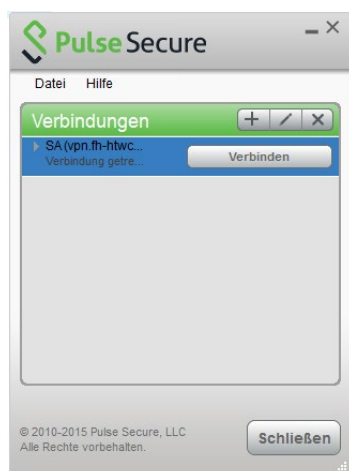 Pulse Secure
Datei Hilfe
Verbindungen
SA (vpn.fh-htwc...
Verbindung getre...
Verbinden
© 2010-2015 Pulse Secure, LLC
Alle Rechte vorbehalten.
Schließen